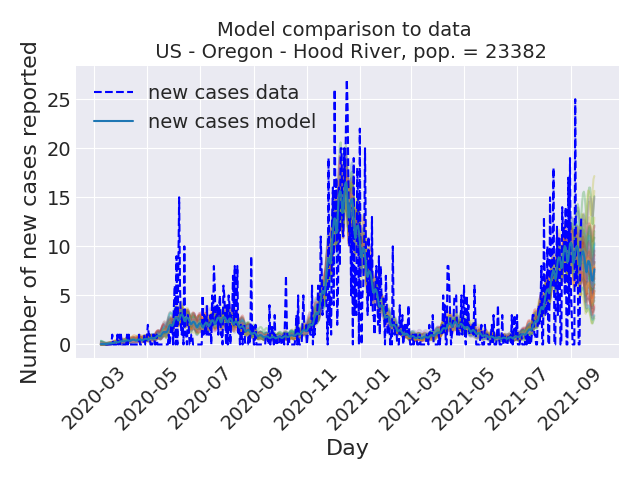 Model comparison to data
US - Oregon - Hood River, pop. = 23382
Number of new cases reported
25
20
15
10
5
0
new cases data
new cases model
2020-03
2020-05
2020-07
2020-09
2020-11
2021-01
2021-03
2021-05
2021-07
2021-09
Day